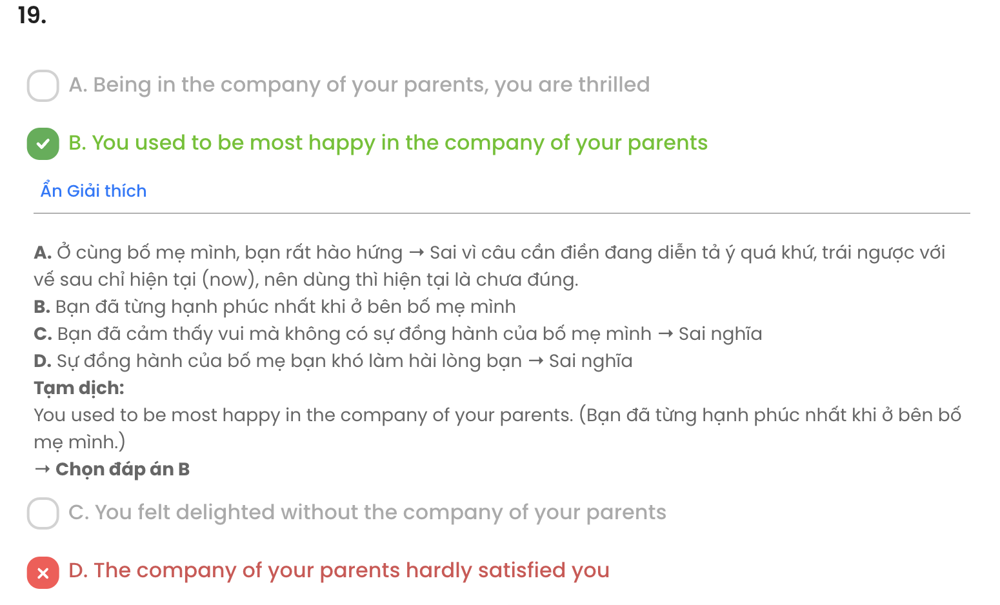 19.
A. Being in the company of your parents, you are thrilled
B. You used to be most happy in the company of your parents
Ẩn Giải thích
A. Ở cùng bố mẹ mình, bạn rất hào hứng → Sai vì câu cần điền đang diễn tả ý quá khứ, trái ngược với
vế sau chỉ hiện tại (now), nên dùng thì hiện tại là chưa đúng.
B. Bạn đã từng hạnh phúc nhất khi ở bên bố mẹ mình
C. Bạn đã cảm thấy vui mà không có sự đồng hành của bố mẹ mình → Sai nghĩa
D. Sự đồng hành của bố mẹ bạn khó làm hài lòng bạn → Sai nghĩa
Tạm dịch:
You used to be most happy in the company of your parents. (Bạn đã từng hạnh phúc nhất khi ở bên bố
mẹ mình.)
→ Chọn đáp án B
C. You felt delighted without the company of your parents
D. The company of your parents hardly satisfied you